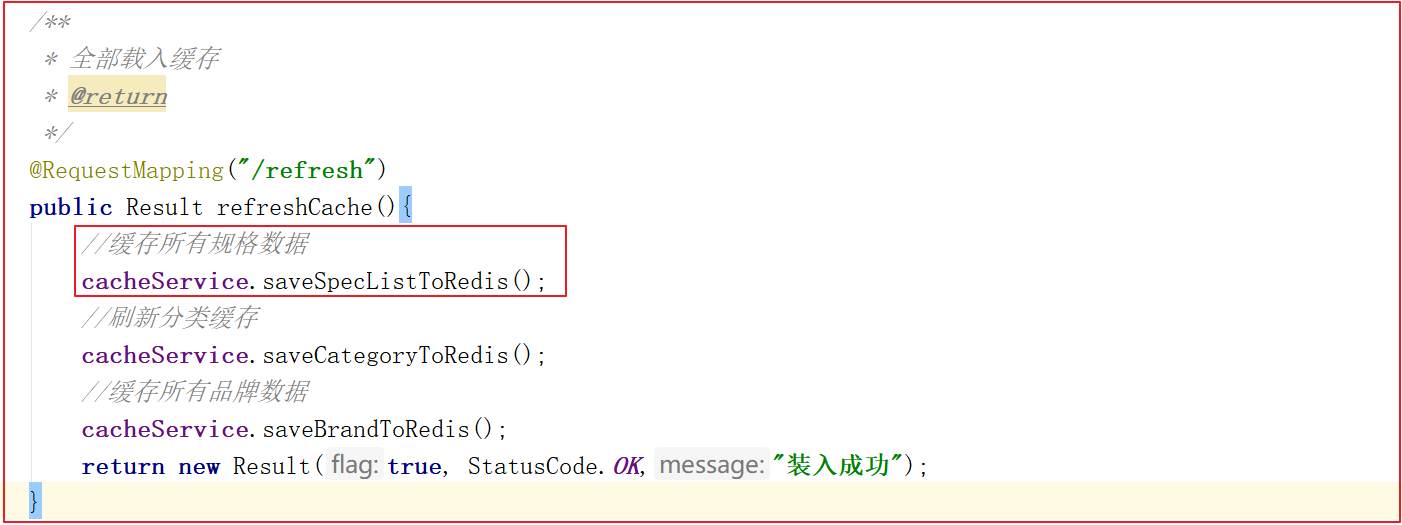 /**
 * 全部载入缓存
 * @return
 */
@RequestMapping("/refresh")
public Result refreshCache(){
    //缓存所有规格数据
    cacheService.saveSpecListToRedis();
    //刷新分类缓存
    cacheService.saveCategoryToRedis();
    //缓存所有品牌数据
    cacheService.saveBrandToRedis();
    return new Result( flag: true, StatusCode.OK, message: "装入成功");
}